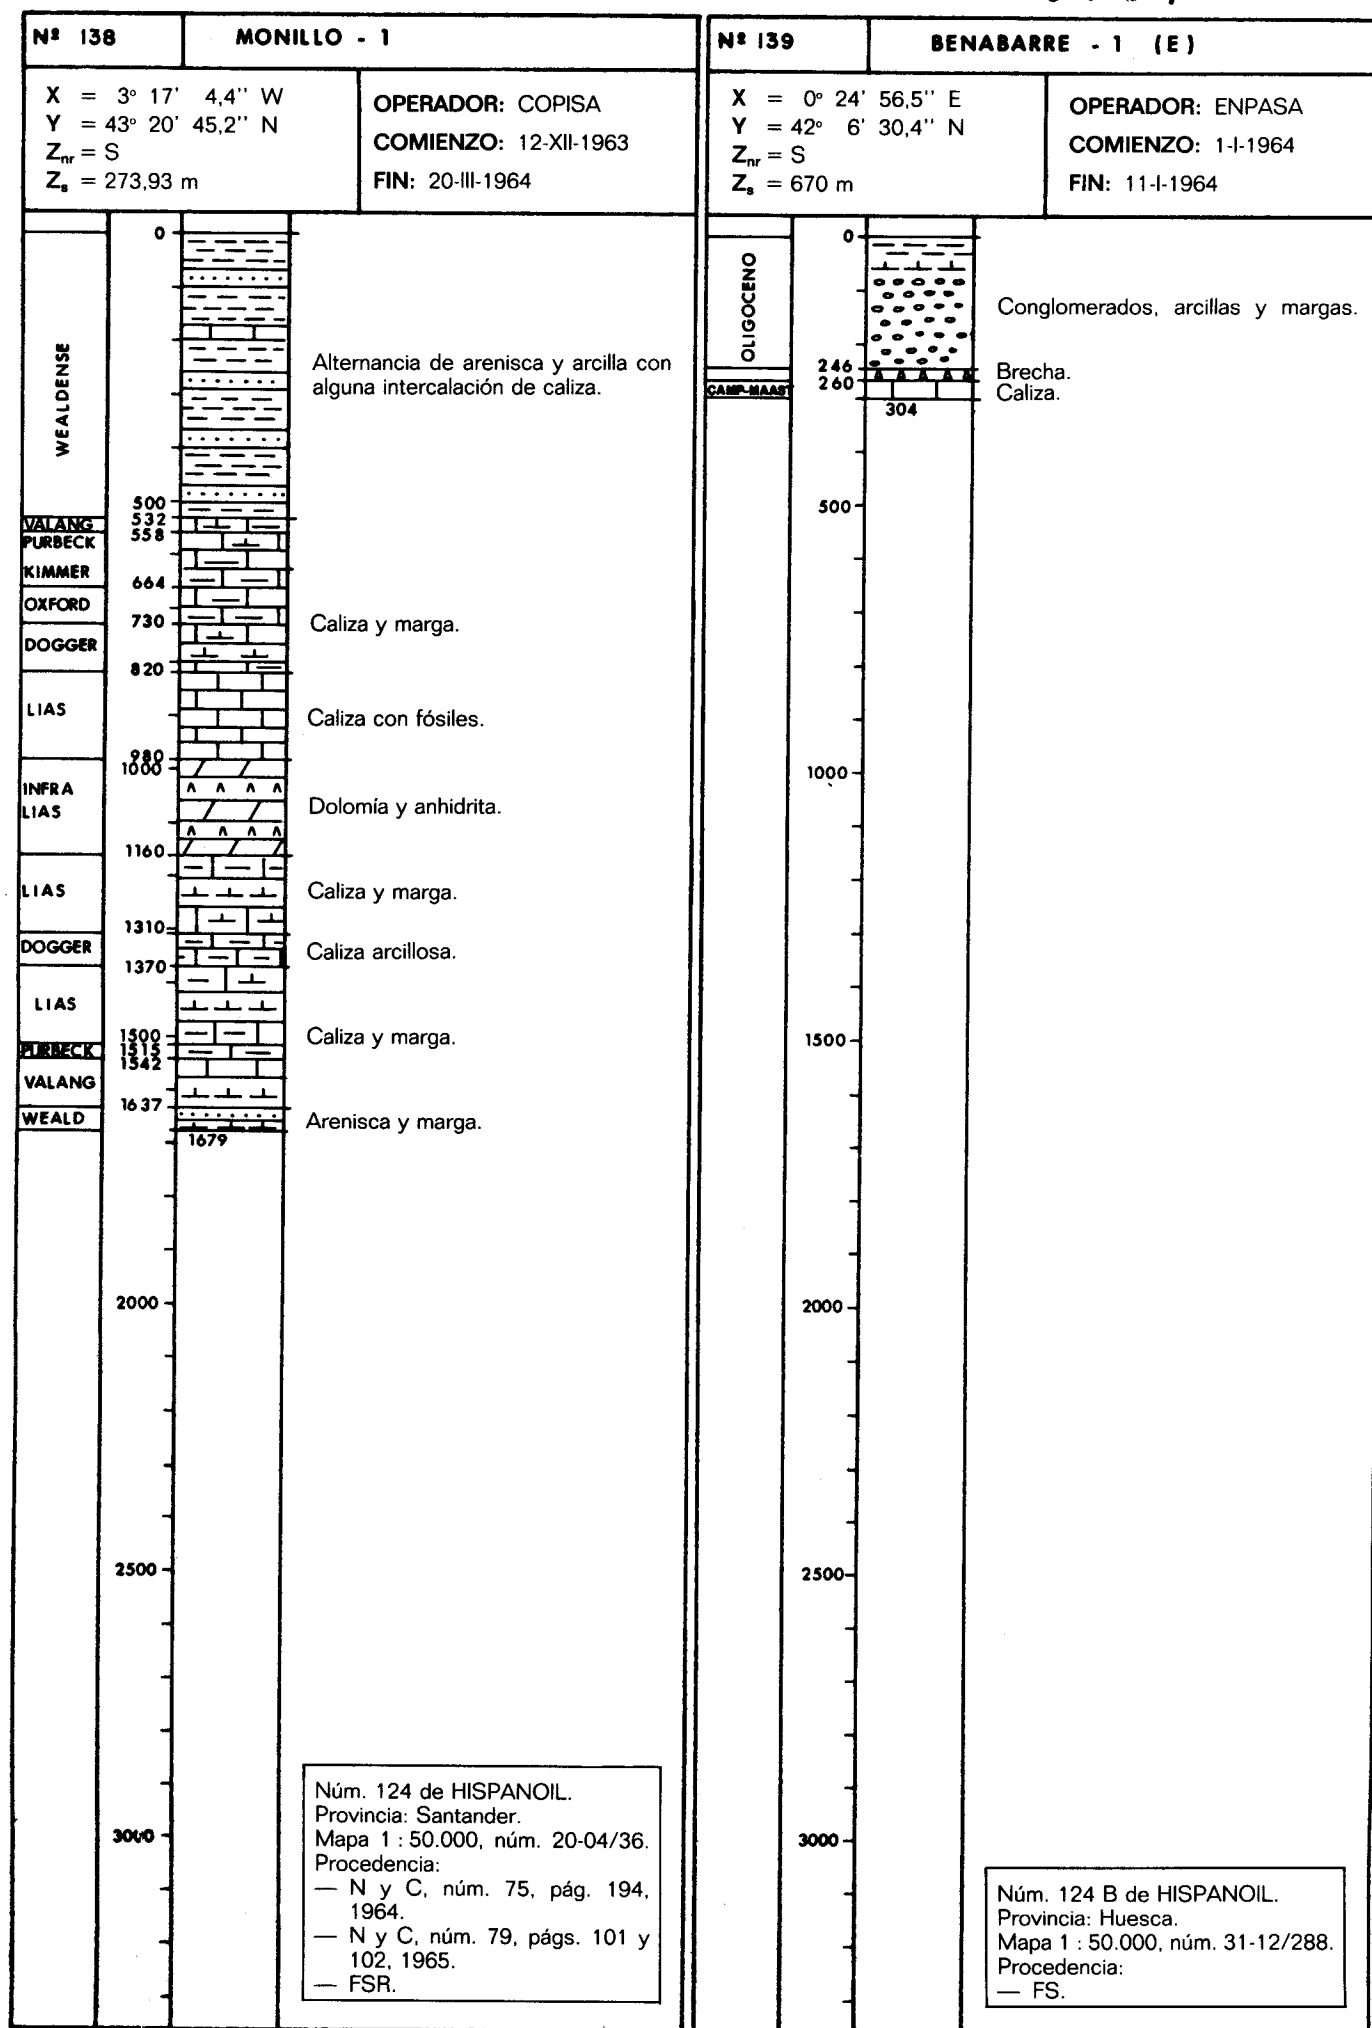 Nº 138
MONILLO - 1
X = 3° 17' 4,4'' W
Y = 43° 20' 45,2'' N
Znr = S
Zs = 273,93 m
OPERADOR: COPISA
COMIENZO: 12-XII-1963
FIN: 20-III-1964
0
WEALDENSE
Alternancia de arenisca y arcilla con
alguna intercalación de caliza.
500
532
VALANG
558
PURBECK
KIMMER
664
OXFORD
730
Caliza y marga.
DOGGER
820
LIAS
Caliza con fósiles.
980
1000
INFRA
LIAS
Dolomía y anhidrita.
1160
LIAS
Caliza y marga.
1310
DOGGER
Caliza arcillosa.
1370
LIAS
1500
Caliza y marga.
PURBECK
1515
1542
VALANG
1637
WEALD
Arenisca y marga.
1679
2000
2500
3000
Núm. 124 de HISPANOIL.
Provincia: Santander.
Mapa 1 : 50.000, núm. 20-04/36.
Procedencia:
— N y C, núm. 75, pág. 194,
1964.
— N y C, núm. 79, págs. 101 y
102, 1965.
— FSR.
Nº 139
BENABARRE - 1 (E)
X = 0° 24' 56,5'' E
Y = 42° 6' 30,4'' N
Znr = S
Zs = 670 m
OPERADOR: ENPASA
COMIENZO: 1-I-1964
FIN: 11-I-1964
0
OLIGOCENO
Conglomerados, arcillas y margas.
246
Brecha.
260
CAMP-MAAST
Caliza.
304
500
1000
1500
2000
2500
3000
Núm. 124 B de HISPANOIL.
Provincia: Huesca.
Mapa 1 : 50.000, núm. 31-12/288.
Procedencia:
— FS.